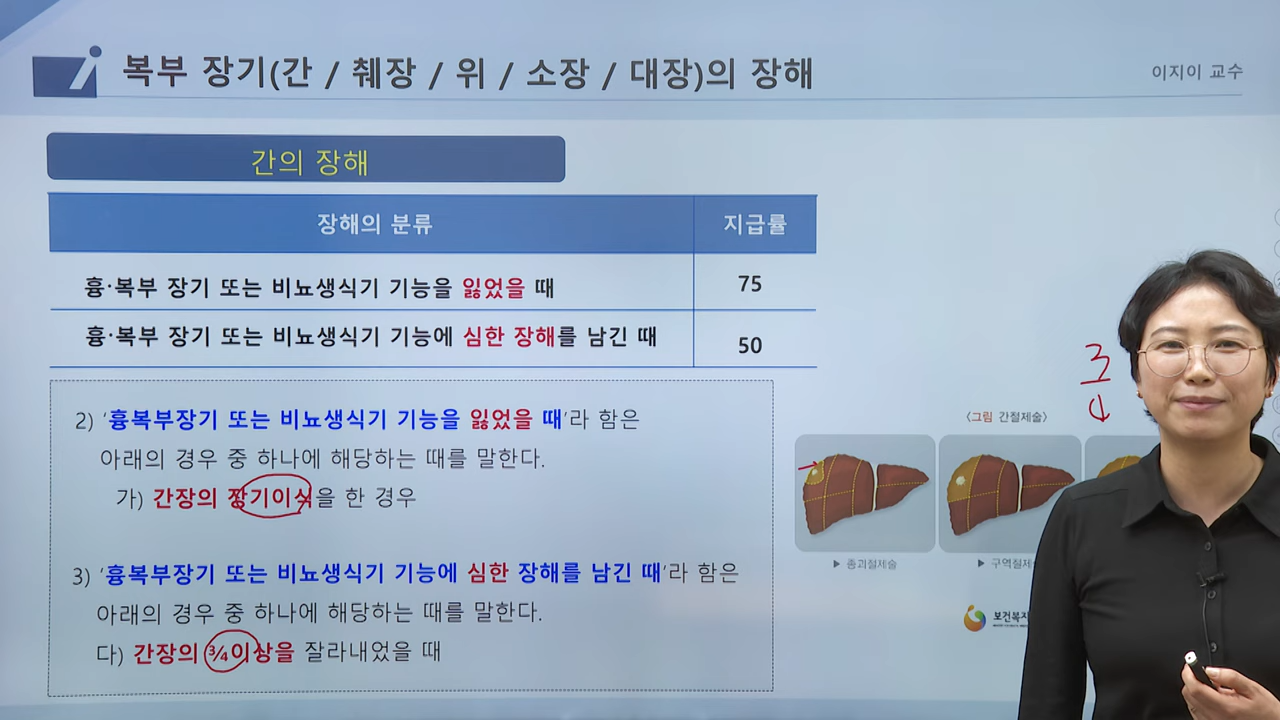 복부 장기(간 / 췌장 / 위 / 소장 / 대장)의 장해
이지이 교수
간의 장해
장해의 분류 지급률
흉·복부 장기 또는 비뇨생식기 기능을 잃었을 때 75
흉·복부 장기 또는 비뇨생식기 기능에 심한 장해를 남긴 때 50
2) ‘흉복부장기 또는 비뇨생식기 기능을 잃었을 때’라 함은
아래의 경우 중 하나에 해당하는 때를 말한다.
가) 간장의 장기이식을 한 경우
3) ‘흉복부장기 또는 비뇨생식기 기능에 심한 장해를 남긴 때’라 함은
아래의 경우 중 하나에 해당하는 때를 말한다.
다) 간장의 ¾이상을 잘라내었을 때
3
4
<그림 간절제술>
▶ 종괴절제술
▶ 구역절제
보건복지